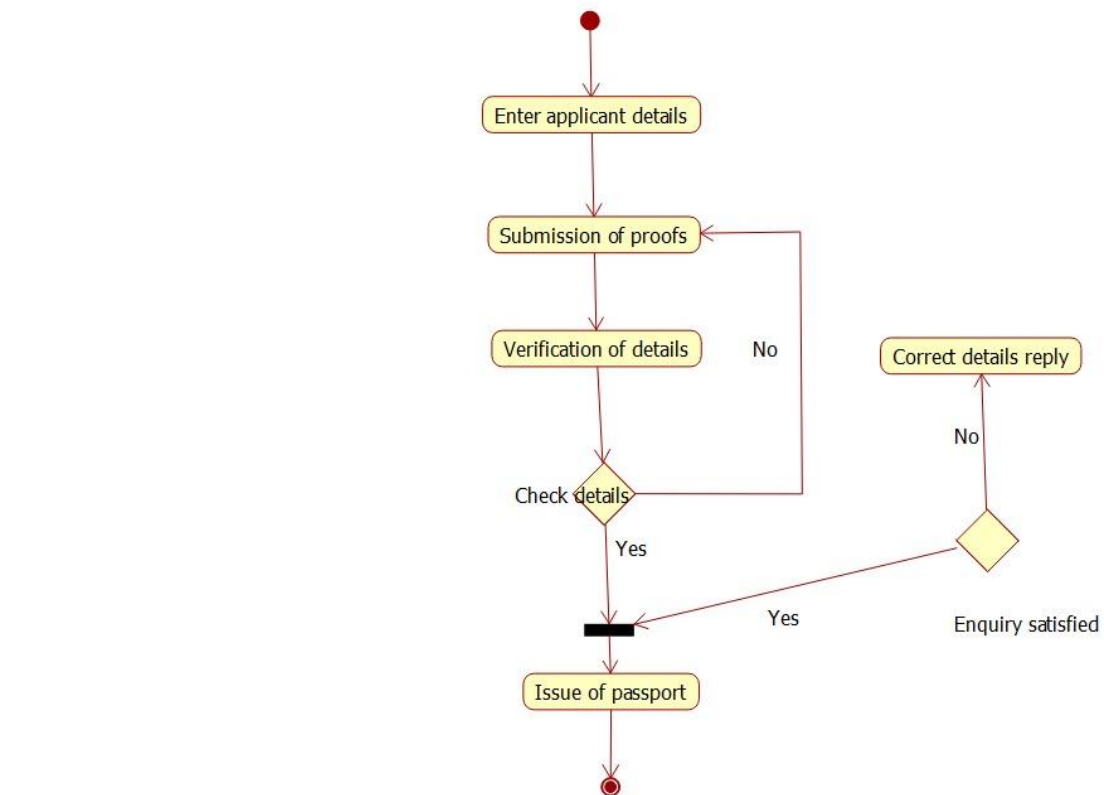 Enter applicant details
Submission of proofs
Verification of details
No
Correct details reply
No
Check details
Yes
Yes
Enquiry satisfied
Issue of passport